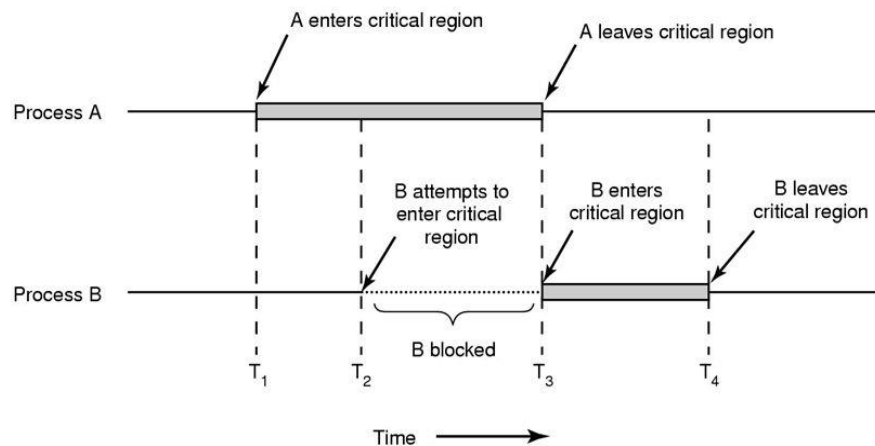 A enters critical region
A leaves critical region
Process A
B attempts to
enter critical
region
B enters
critical region
B leaves
critical region
Process B
B blocked
T1
T2
T3
T4
Time